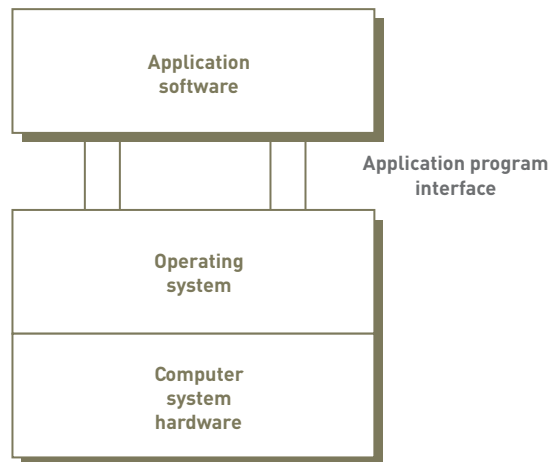 Application
software
Application program
interface
Operating
system
Computer
system
hardware